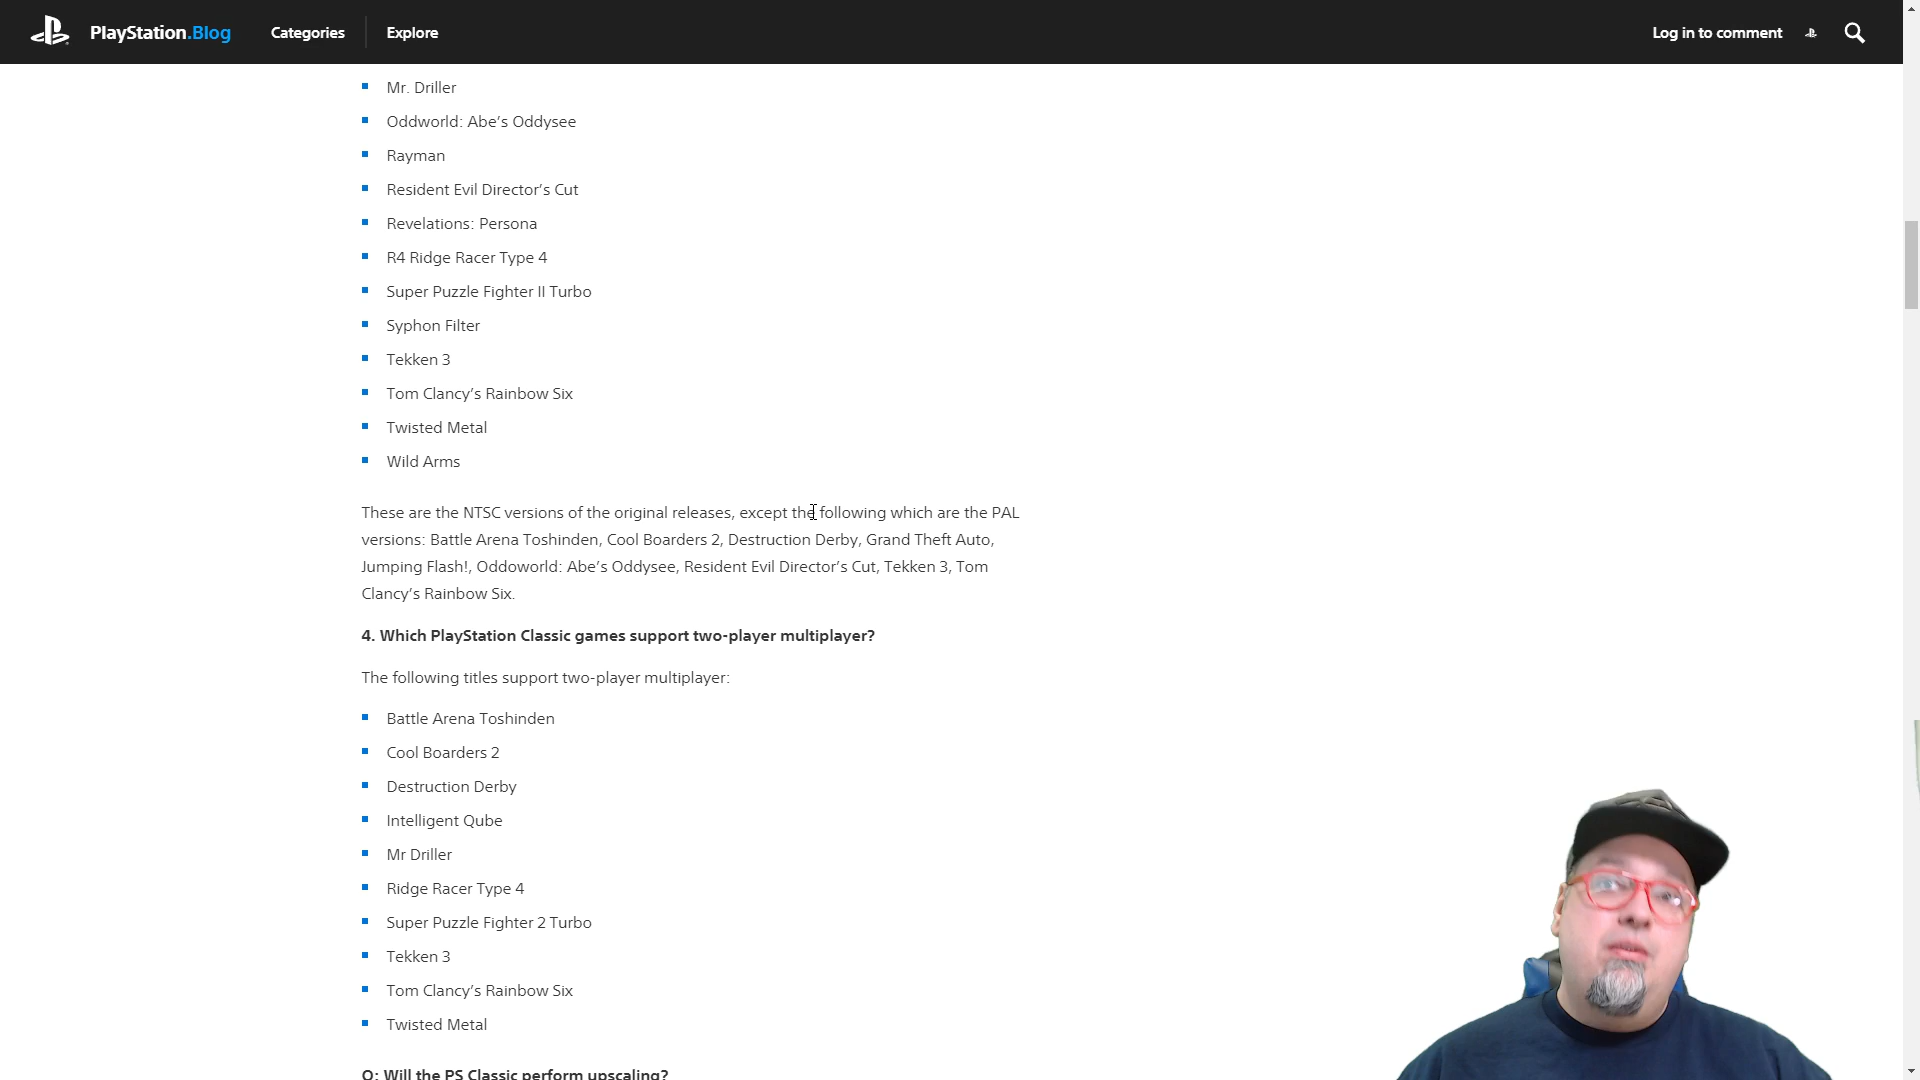 PlayStation.Blog Categories Explore Log in to comment
Mr. Driller
Oddworld: Abe’s Oddysee
Rayman
Resident Evil Director’s Cut
Revelations: Persona
R4 Ridge Racer Type 4
Super Puzzle Fighter II Turbo
Syphon Filter
Tekken 3
Tom Clancy’s Rainbow Six
Twisted Metal
Wild Arms
These are the NTSC versions of the original releases, except the following which are the PAL
versions: Battle Arena Toshinden, Cool Boarders 2, Destruction Derby, Grand Theft Auto,
Jumping Flash!, Oddoworld: Abe’s Oddysee, Resident Evil Director’s Cut, Tekken 3, Tom
Clancy’s Rainbow Six.
4. Which PlayStation Classic games support two-player multiplayer?
The following titles support two-player multiplayer:
Battle Arena Toshinden
Cool Boarders 2
Destruction Derby
Intelligent Qube
Mr Driller
Ridge Racer Type 4
Super Puzzle Fighter 2 Turbo
Tekken 3
Tom Clancy’s Rainbow Six
Twisted Metal
Q: Will the PS Classic perform upscaling?